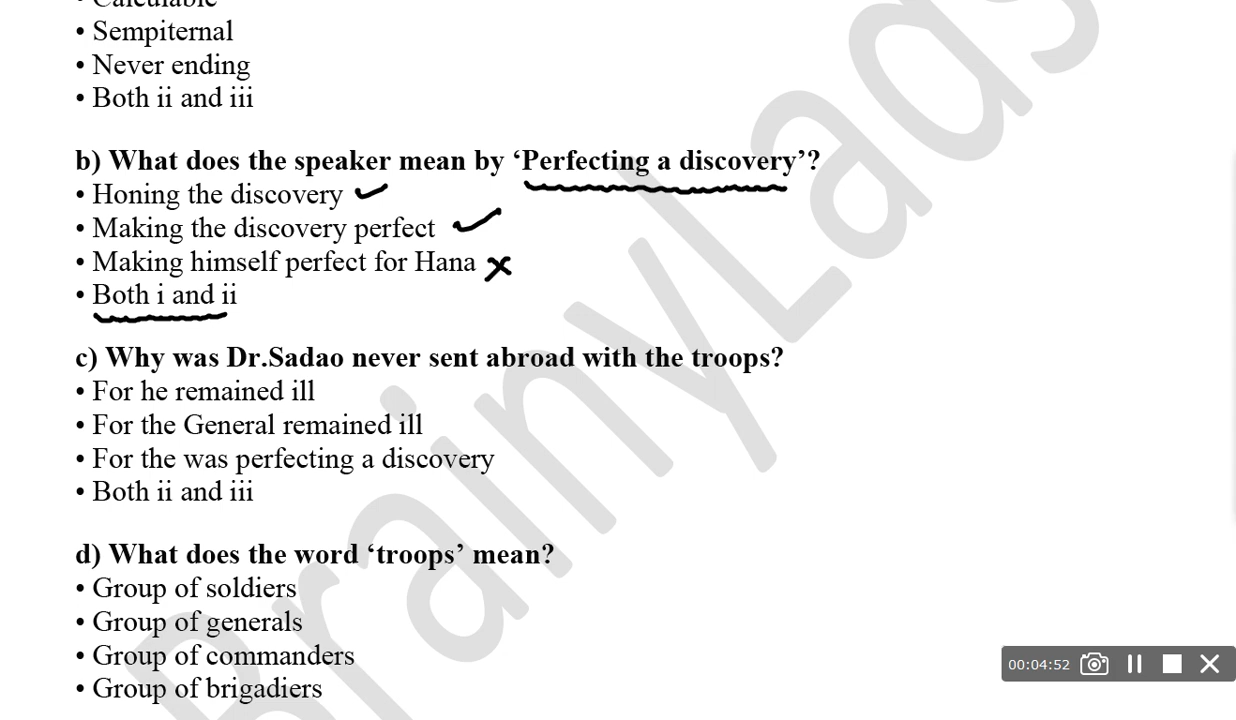 • Calculable
• Sempiternal
• Never ending
• Both ii and iii
b) What does the speaker mean by ‘Perfecting a discovery’?
• Honing the discovery
• Making the discovery perfect
• Making himself perfect for Hana
• Both i and ii
c) Why was Dr.Sadao never sent abroad with the troops?
• For he remained ill
• For the General remained ill
• For the was perfecting a discovery
• Both ii and iii
d) What does the word ‘troops’ mean?
• Group of soldiers
• Group of generals
• Group of commanders
• Group of brigadiers
BrainyLads
00:04:52